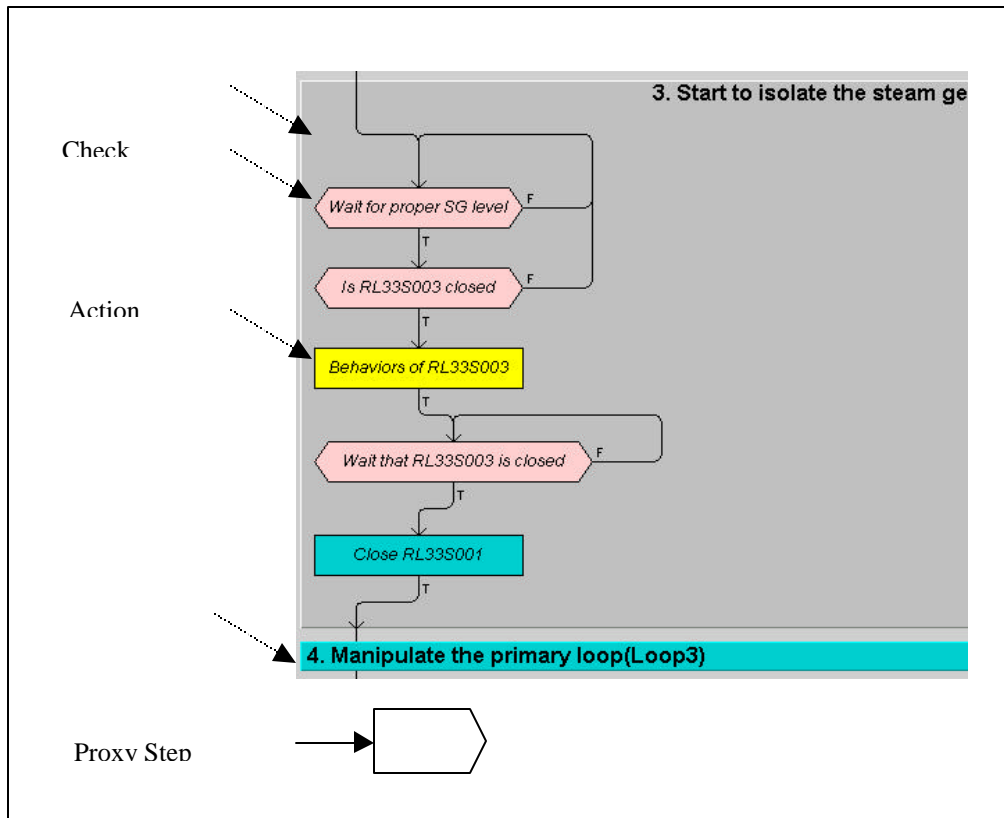 3. Start to isolate the steam ge
Check
Wait for proper SG level
F
T
Is RL33S003 closed
F
T
Action
Behaviors of RL33S003
T
Wait that RL33S003 is closed
F
T
Close RL33S001
T
4. Manipulate the primary loop(Loop3)
Proxy Step